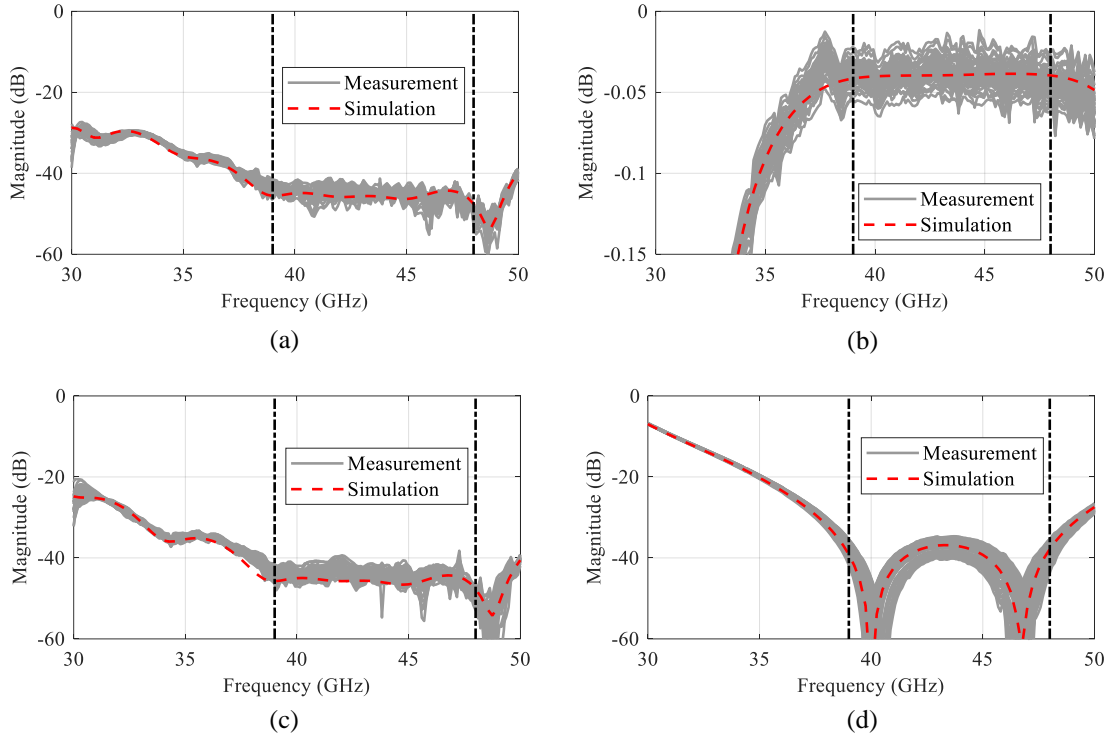 0
-20
-40
-60
Magnitude (dB)
Measurement
Simulation
30 35 40 45 50
Frequency (GHz)
(a)
0
-0.05
-0.1
-0.15
Magnitude (dB)
Measurement
Simulation
30 35 40 45 50
Frequency (GHz)
(b)
0
-20
-40
-60
Magnitude (dB)
Measurement
Simulation
30 35 40 45 50
Frequency (GHz)
(c)
0
-20
-40
-60
Magnitude (dB)
Measurement
Simulation
30 35 40 45 50
Frequency (GHz)
(d)